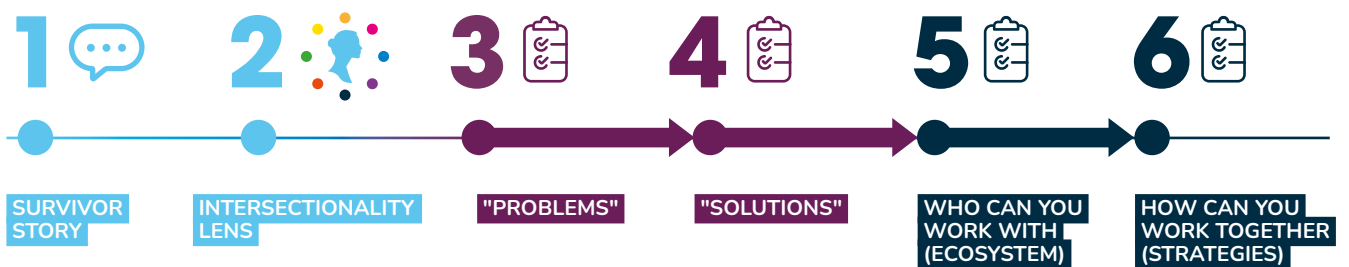 1
2
3
4
5
6
SURVIVOR
STORY
INTERSECTIONALITY
LENS
"PROBLEMS"
"SOLUTIONS"
WHO CAN YOU
WORK WITH
(ECOSYSTEM)
HOW CAN YOU
WORK TOGETHER
(STRATEGIES)